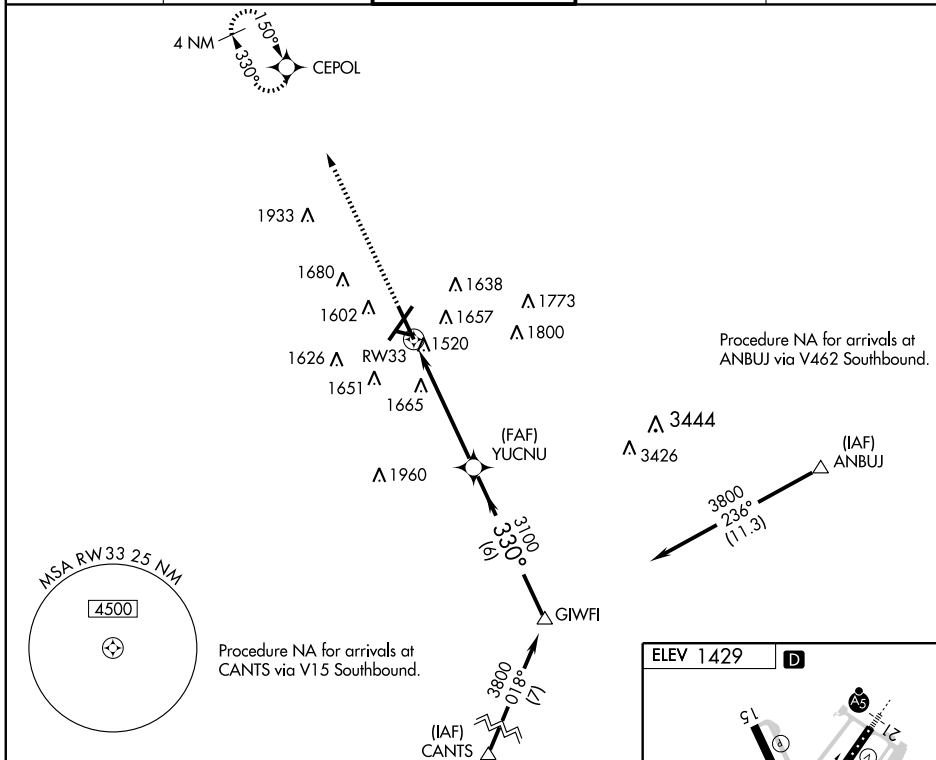 150°
4 NM
330°
CEPOL
1933
1680
1638
1773
1602
1657
1800
1520
RW33
1626
1651
1665
Procedure NA for arrivals at
ANBUJ via V462 Southbound.
3444
3426
(FAF)
YUCNU
(IAF)
ANBUJ
1960
3800
236°
(11.3)
3100
330°
(6)
MSA RW33 25 NM
4500
GIWFI
Procedure NA for arrivals at
CANTS via V15 Southbound.
3800
018°
(7)
(IAF)
CANTS
ELEV 1429
D
A5
15
21
P